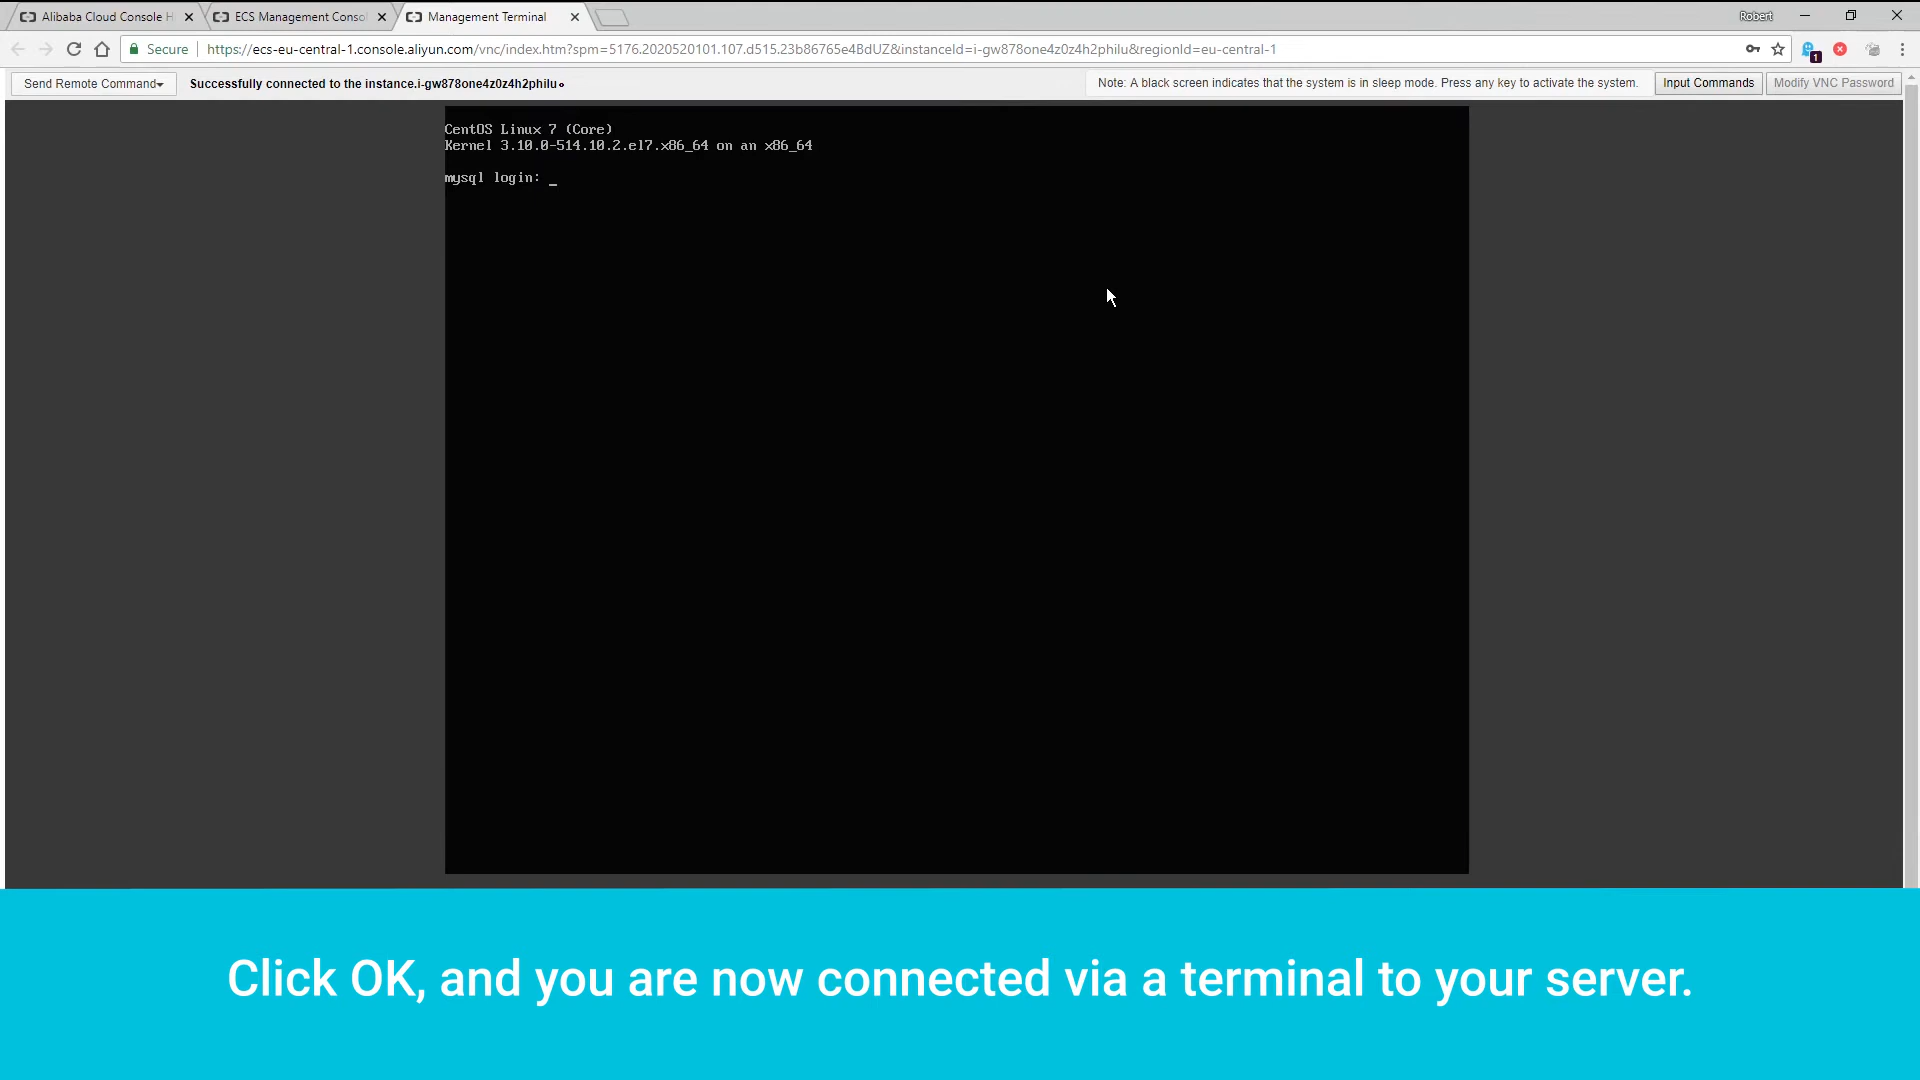 Alibaba Cloud Console H
ECS Management Consol
Management Terminal
Robert
Secure
https://ecs-eu-central-1.console.aliyun.com/vnc/index.htm?spm=5176.2020520101.107.d515.23b86765e4BdUZ&instanceId=i-gw878one4z0z4h2philu&regionId=eu-central-1
1
Send Remote Command
Successfully connected to the instance.i-gw878one4z0z4h2philu。
Note: A black screen indicates that the system is in sleep mode. Press any key to activate the system.
Input Commands
Modify VNC Password
CentOS Linux 7 (Core)
Kernel 3.10.0-514.10.2.el7.x86_64 on an x86_64
mysql login: _
Click OK, and you are now connected via a terminal to your server.